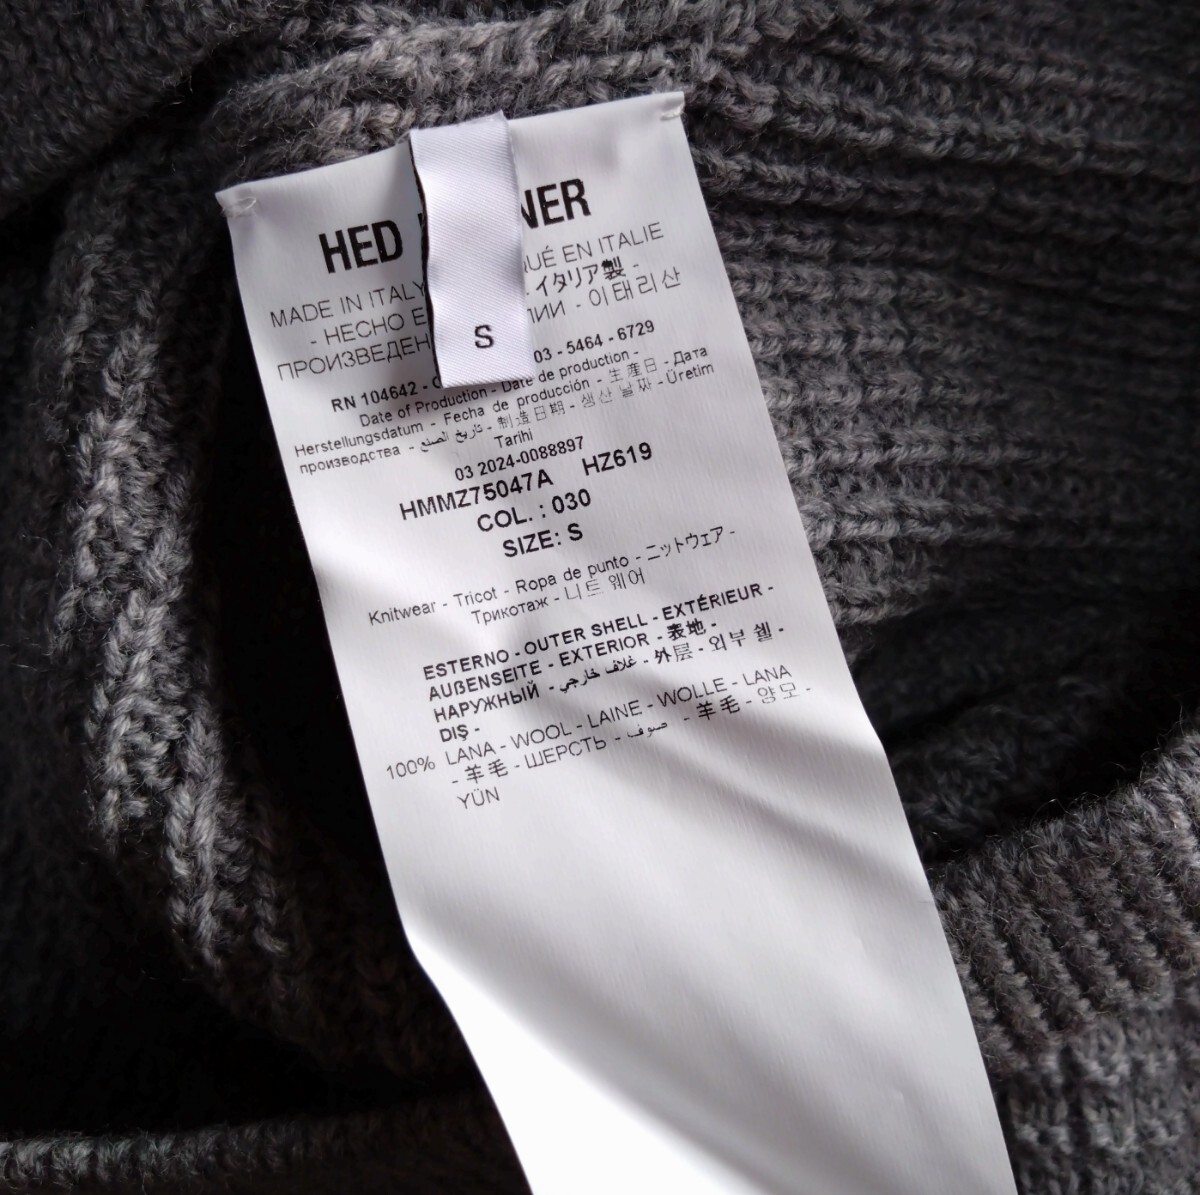 HED NER
S
MADE IN ITALY QUÉ EN ITALIE
- HECHO E - イタリア製 -
ПРОИЗВЕДЕН ЛИИ - 이태리산
RN 104642 - C 03 - 5464 - 6729
Date of Production - Date de production -
Herstellungsdatum - Fecha de producción - 生産日 - Дата
производства - تاريخ الصنع - 制造日期 - 생산 날짜 - Üretim
Tarihi
03 2024-0088897
HMMZ75047A HZ619
COL. : 030
SIZE: S
Knitwear - Tricot - Ropa de punto - ニットウェア -
Трикотаж - 니트 웨어
ESTERNO - OUTER SHELL - EXTÉRIEUR -
AUßENSEITE - EXTERIOR - 表地 -
НАРУЖНЫЙ - غلاف خارجي - 外层 - 외부 쉘 -
DIŞ -
100% LANA - WOOL - LAINE - WOLLE - LANA
- 羊毛 - ШЕРСТЬ - صوف - 羊毛 - 양모 -
YÜN